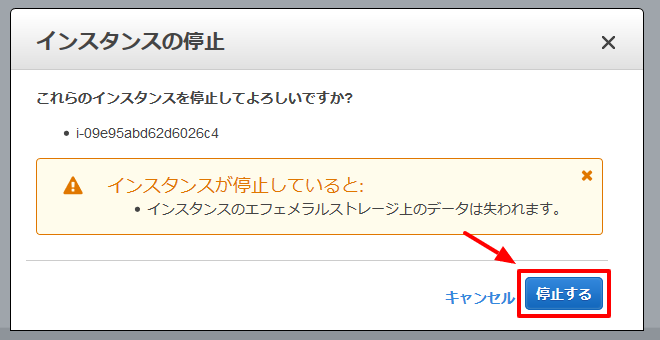 インスタンスの停止
これらのインスタンスを停止してよろしいですか?
i-09e95abd62d6026c4
インスタンスが停止していると:
インスタンスのエフェメラルストレージ上のデータは失われます。
キャンセル 停止する